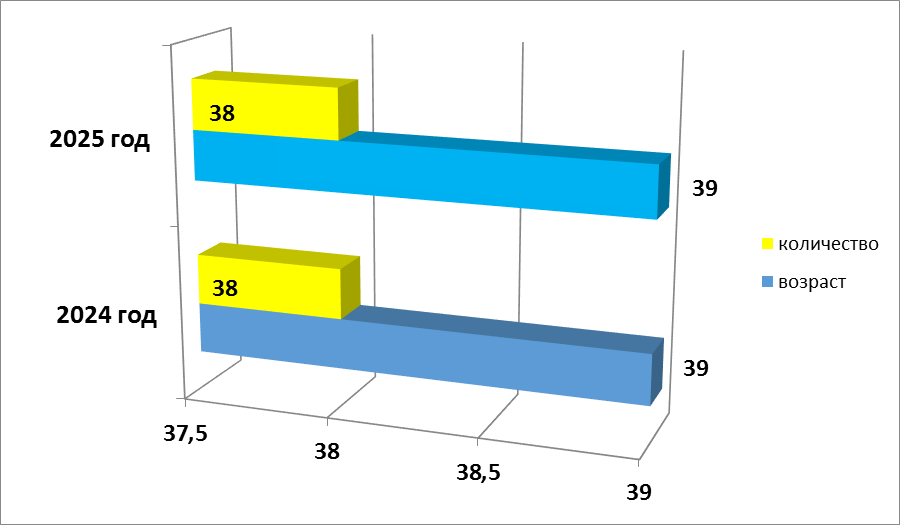 38
2025 год
39
количество
возраст
38
2024 год
39
37,5
38
38,5
39